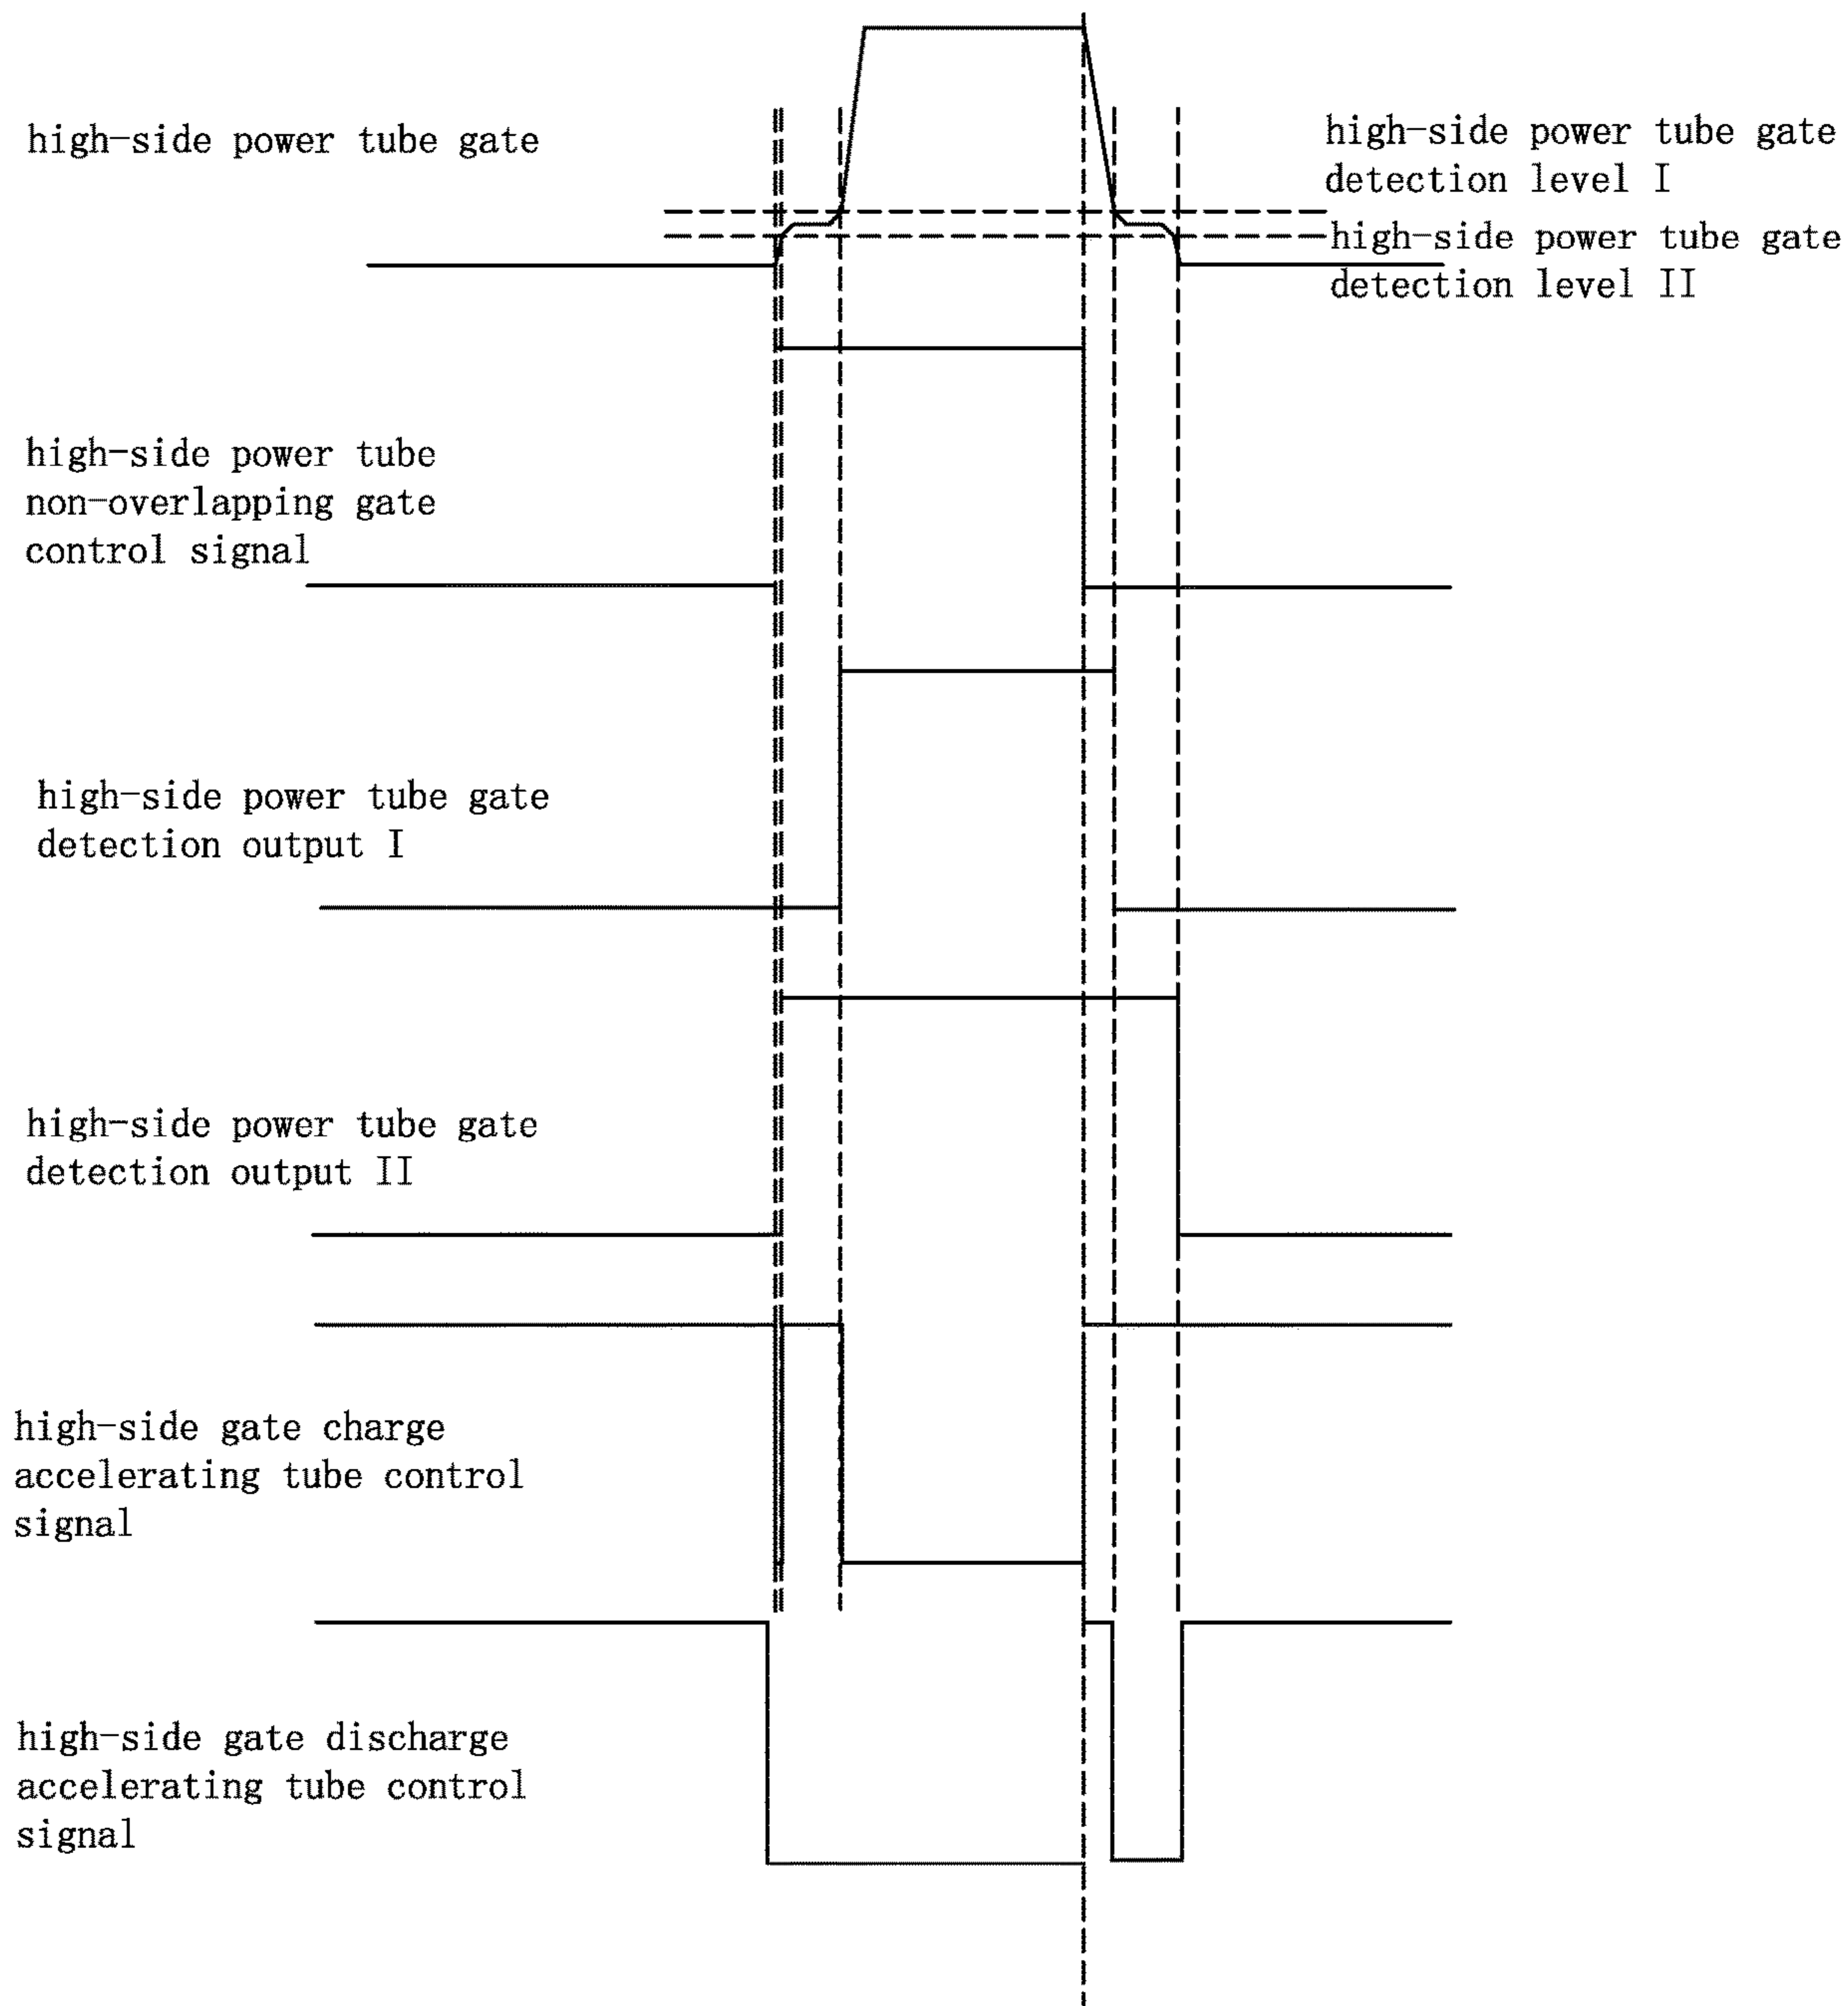 high-side power tube gate
high-side power tube gate
detection level I
high-side power tube gate
detection level II
high-side power tube
non-overlapping gate
control signal
high-side power tube gate
detection output I
high-side power tube gate
detection output II
high-side gate charge
accelerating tube control
signal
high-side gate discharge
accelerating tube control
signal